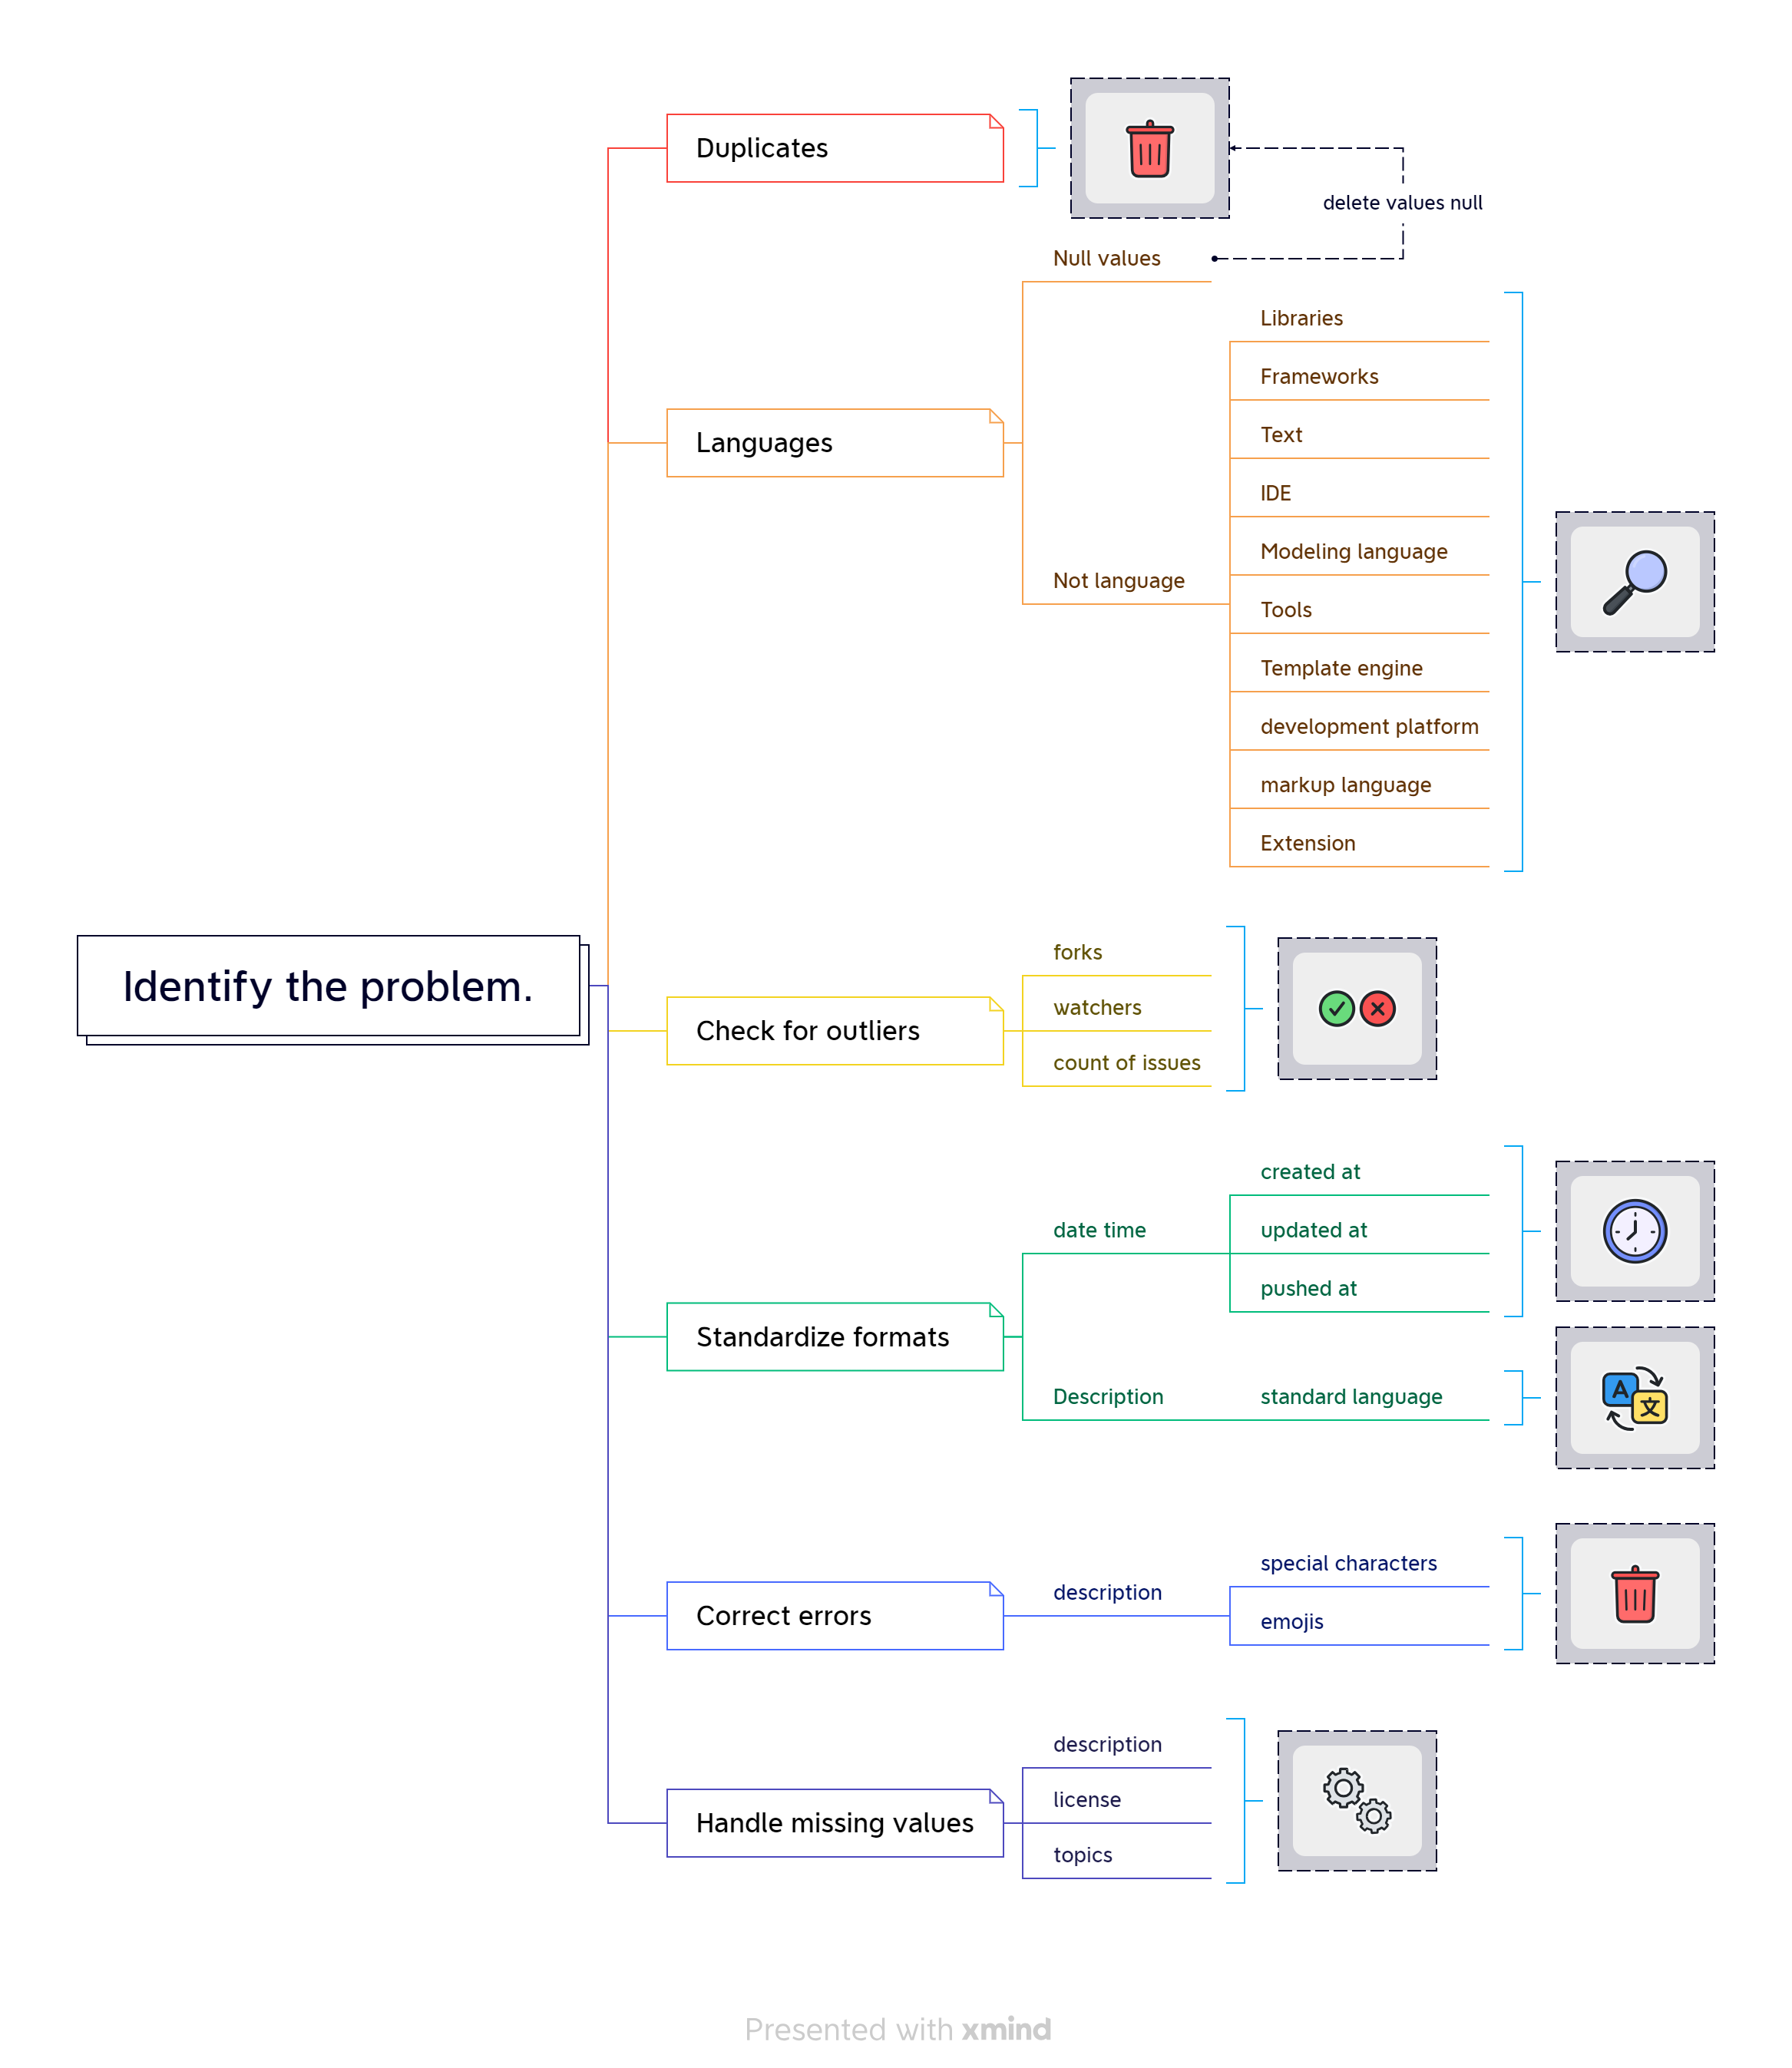 Duplicates
delete values null
Null values
Libraries
Frameworks
Text
Languages
IDE
Modeling language
Not language
Tools
Template engine
development platform
markup language
Extension
Identify the problem.
forks
watchers
Check for outliers
count of issues
created at
date time
updated at
pushed at
Standardize formats
Description
standard language
A
文
special characters
description
Correct errors
emojis
description
license
Handle missing values
topics
Presented with xmind